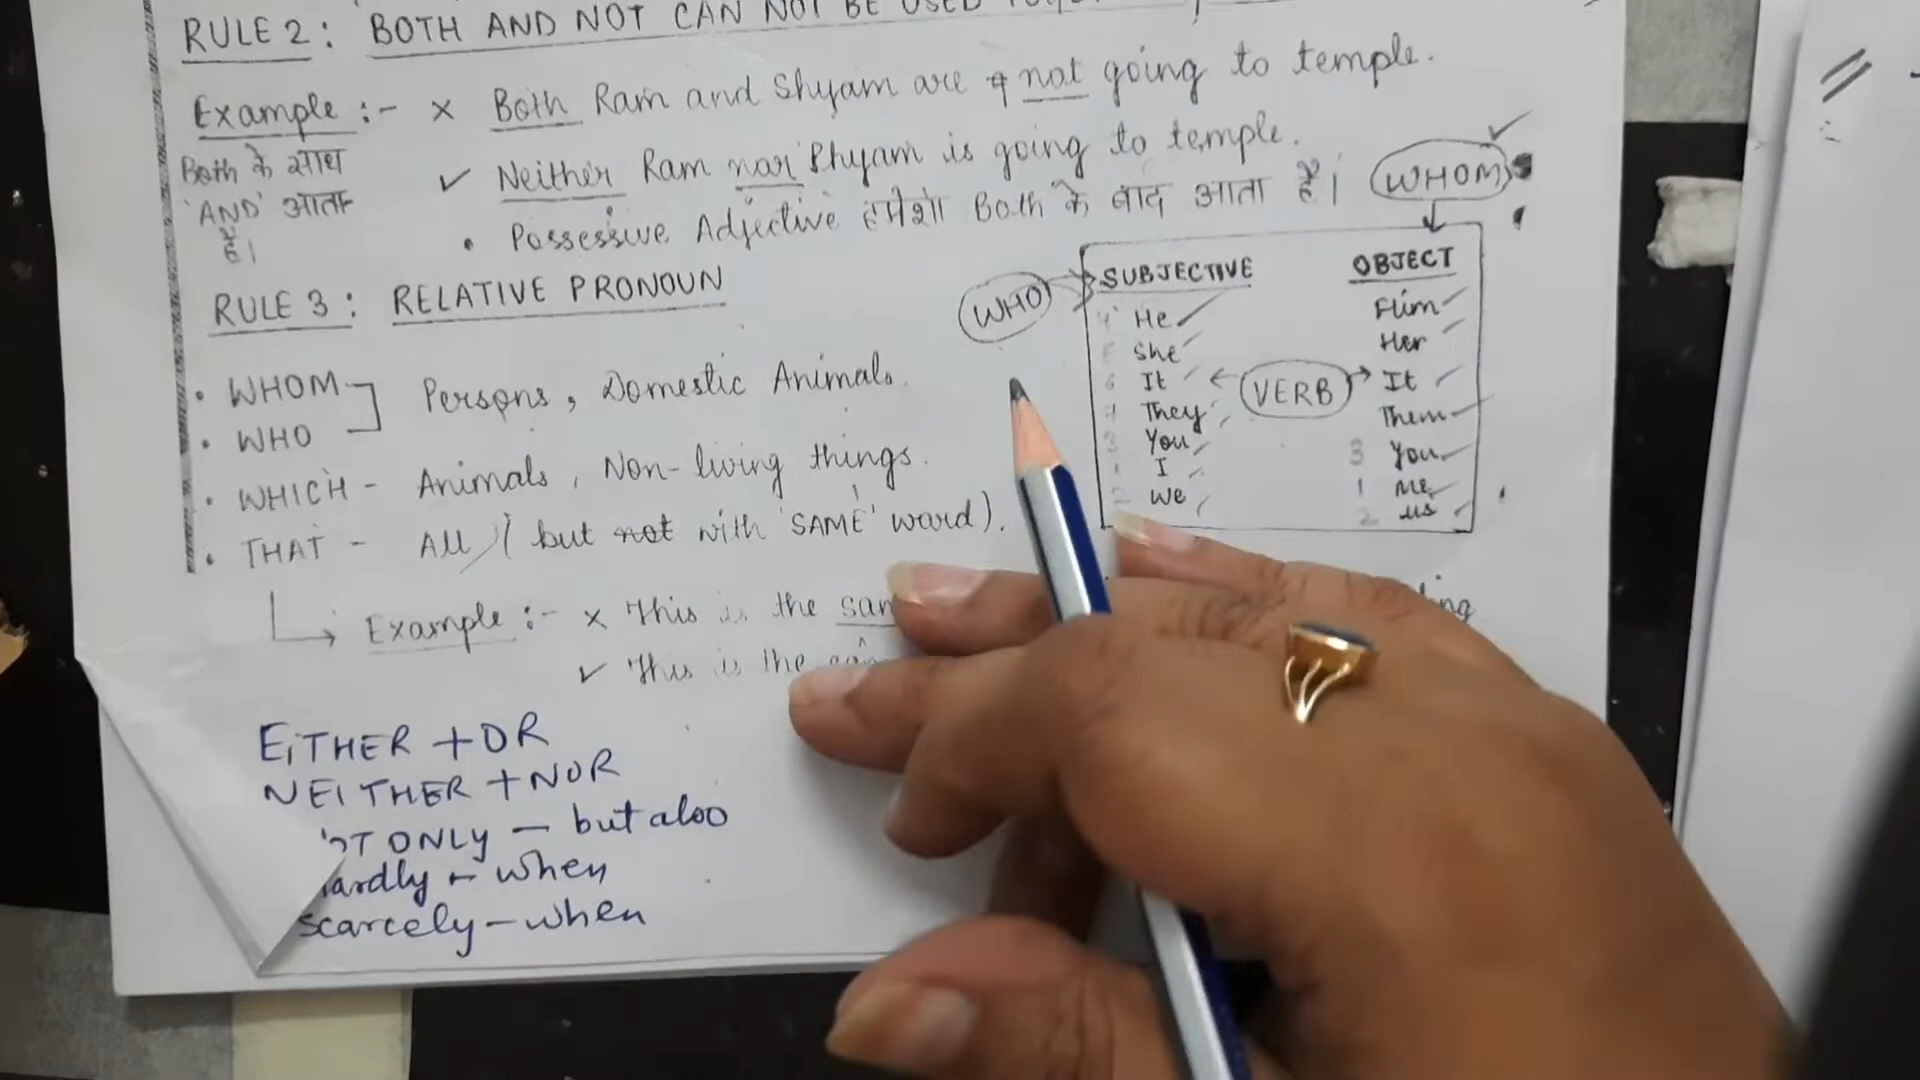 RULE 2: BOTH AND NOT CAN NOT BE USED
Example :- × Both Ram and Shyam are not going to temple.
Both के साथ
'AND' आता
है।
✓ Neither Ram nor Shyam is going to temple.
• Possessive Adjective हमेशा Both के बाद आता है।
WHOM
RULE 3: RELATIVE PRONOUN
WHO
SUBJECTIVE OBJECT
He Him
She Her
It VERB It
They Them
You 3 You
I 1 Me
We 2 us
• WHOM
• WHO
Persons, Domestic Animals.
• WHICH - Animals, Non-living things.
• THAT - All ( but not with 'SAME' word).
Example :- × This is the
✓ This is the
EITHER + OR
NEITHER + NOR
ONLY - but also
- when
scarcely - when